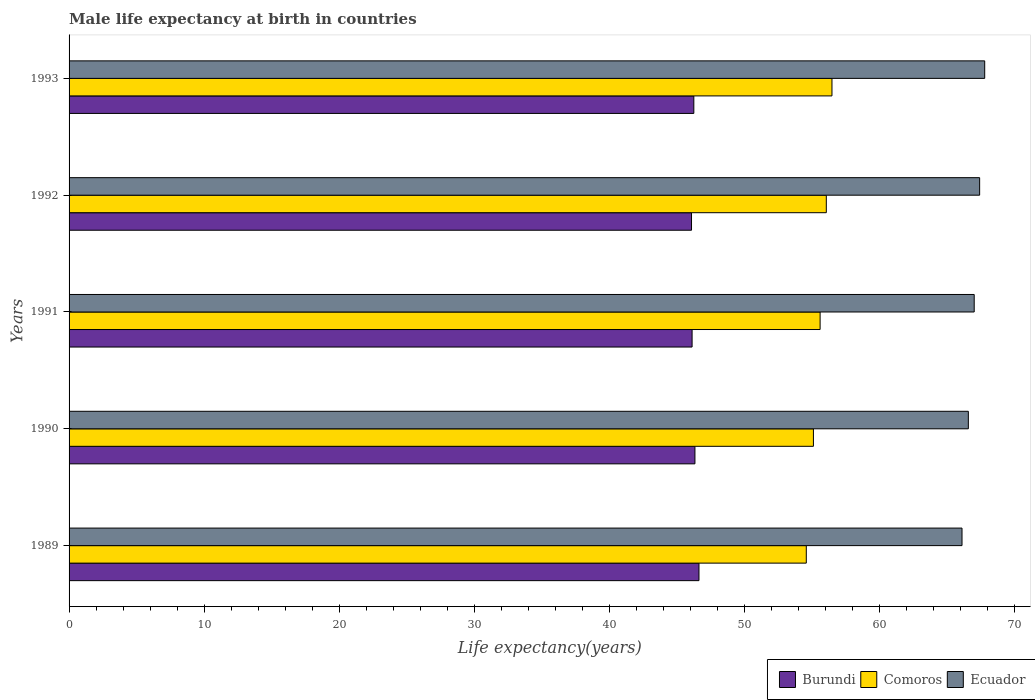 Male life expectancy at birth in countries
1993
1992
1991
1990
1989
Years
0
10
20
30
40
50
60
70
Life expectancy(years)
Burundi
Comoros
Ecuador